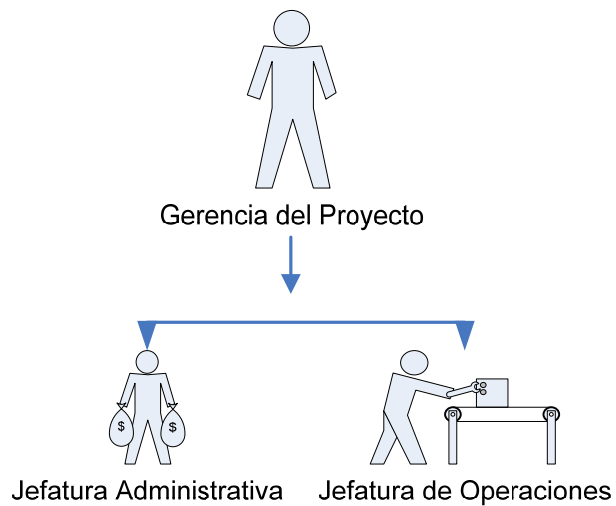 Gerencia del Proyecto
$ $
Jefatura Administrativa
Jefatura de Operaciones